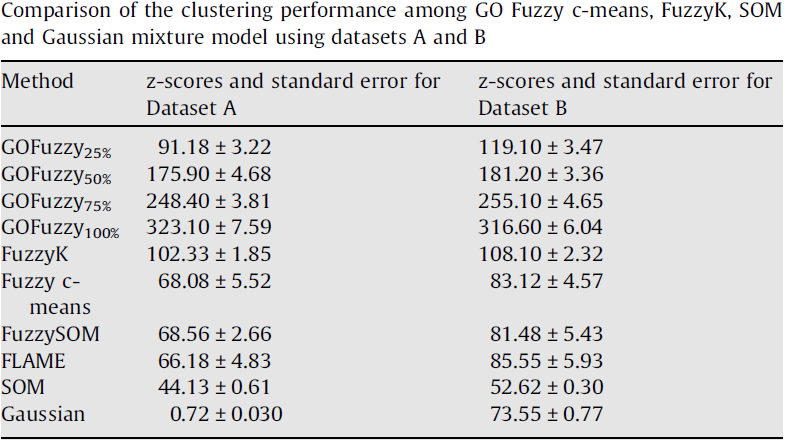 Comparison of the clustering performance among GO Fuzzy c-means, FuzzyK, SOM
and Gaussian mixture model using datasets A and B
Method z-scores and standard error for z-scores and standard error for
Dataset A Dataset B
GOFuzzy25% 91.18 ± 3.22 119.10 ± 3.47
GOFuzzy50% 175.90 ± 4.68 181.20 ± 3.36
GOFuzzy75% 248.40 ± 3.81 255.10 ± 4.65
GOFuzzy100% 323.10 ± 7.59 316.60 ± 6.04
FuzzyK 102.33 ± 1.85 108.10 ± 2.32
Fuzzy c- 68.08 ± 5.52 83.12 ± 4.57
means
FuzzySOM 68.56 ± 2.66 81.48 ± 5.43
FLAME 66.18 ± 4.83 85.55 ± 5.93
SOM 44.13 ± 0.61 52.62 ± 0.30
Gaussian 0.72 ± 0.030 73.55 ± 0.77